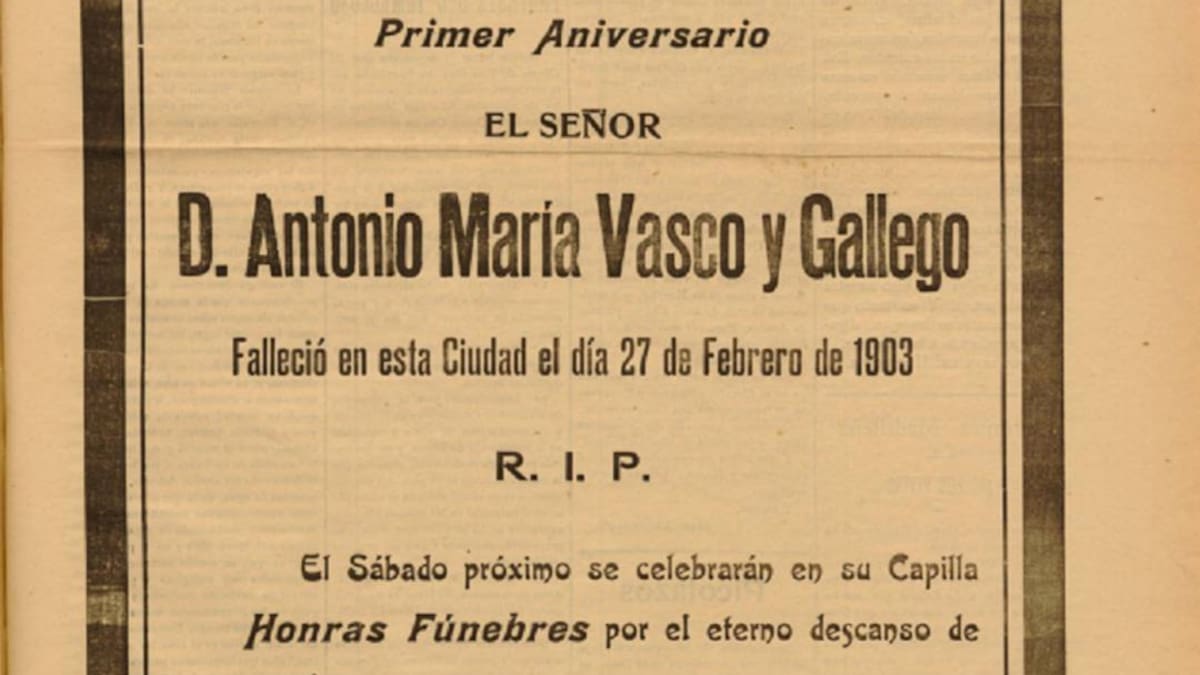 Primer Aniversario
EL SEÑOR
D. Antonio María Vasco y Gallego
Falleció en esta Ciudad el día 27 de Febrero de 1903
R. I. P.
El Sábado próximo se celebrarán en su Capilla
Honras Fúnebres por el eterno descanso de